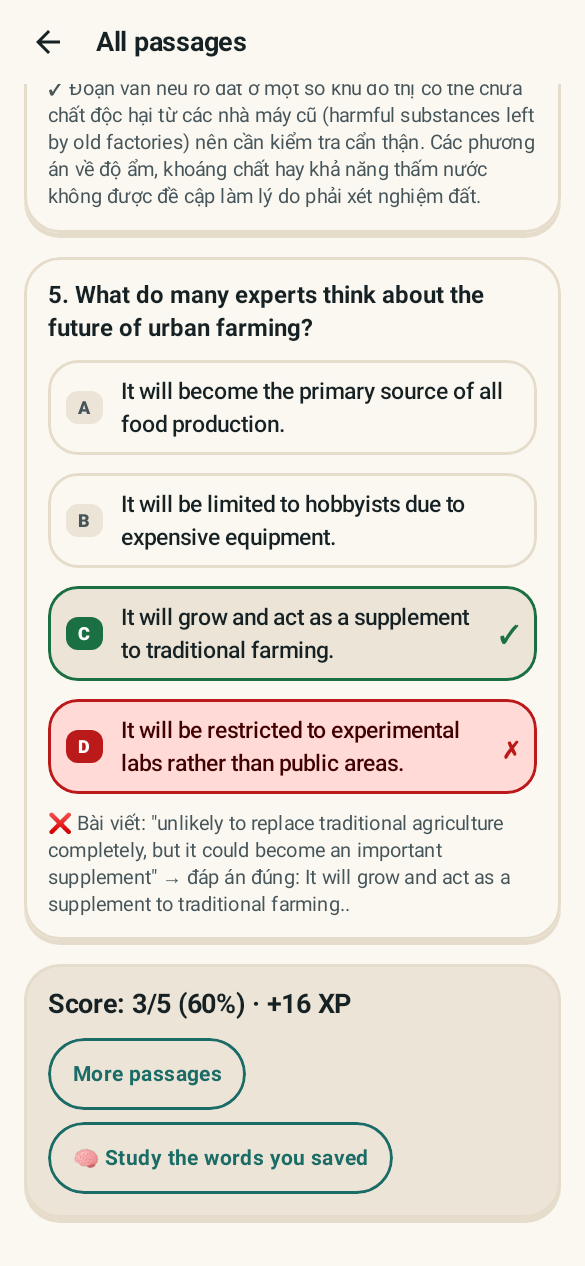 All passages
✓ Đoạn văn nêu rõ đất ở một số khu đô thị có thể chứa
chất độc hại từ các nhà máy cũ (harmful substances left
by old factories) nên cần kiểm tra cẩn thận. Các phương
án về độ ẩm, khoáng chất hay khả năng thấm nước
không được đề cập làm lý do phải xét nghiệm đất.
5. What do many experts think about the
future of urban farming?
A
It will become the primary source of all
food production.
B
It will be limited to hobbyists due to
expensive equipment.
C
It will grow and act as a supplement
to traditional farming.
✓
D
It will be restricted to experimental
labs rather than public areas.
✗
❌ Bài viết: "unlikely to replace traditional agriculture
completely, but it could become an important
supplement" → đáp án đúng: It will grow and act as a
supplement to traditional farming..
Score: 3/5 (60%) · +16 XP
More passages
🧠 Study the words you saved